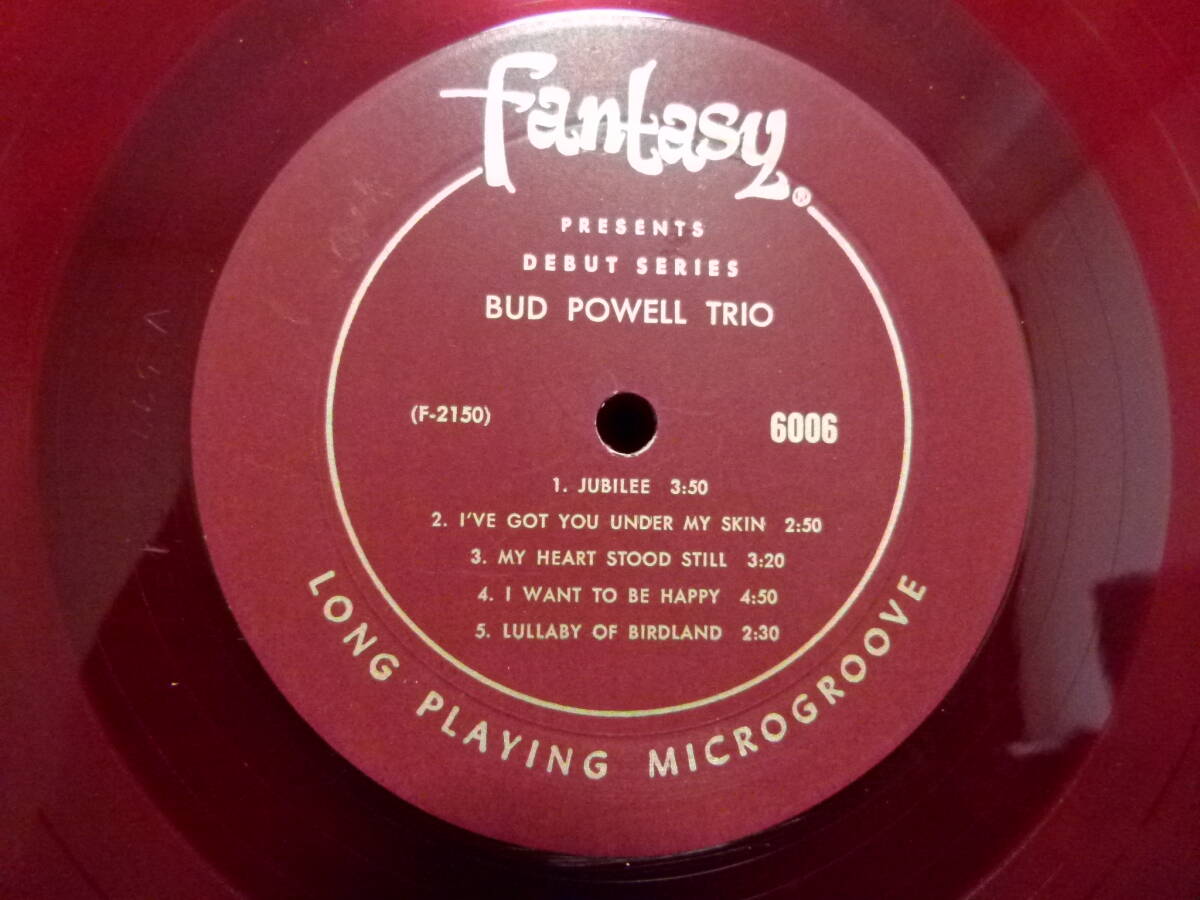 fantasy®
PRESENTS
DEBUT SERIES
BUD POWELL TRIO
(F-2150) 6006
1. JUBILEE 3:50
2. I'VE GOT YOU UNDER MY SKIN 2:50
3. MY HEART STOOD STILL 3:20
4. I WANT TO BE HAPPY 4:50
5. LULLABY OF BIRDLAND 2:30
LONG PLAYING MICROGROOVE